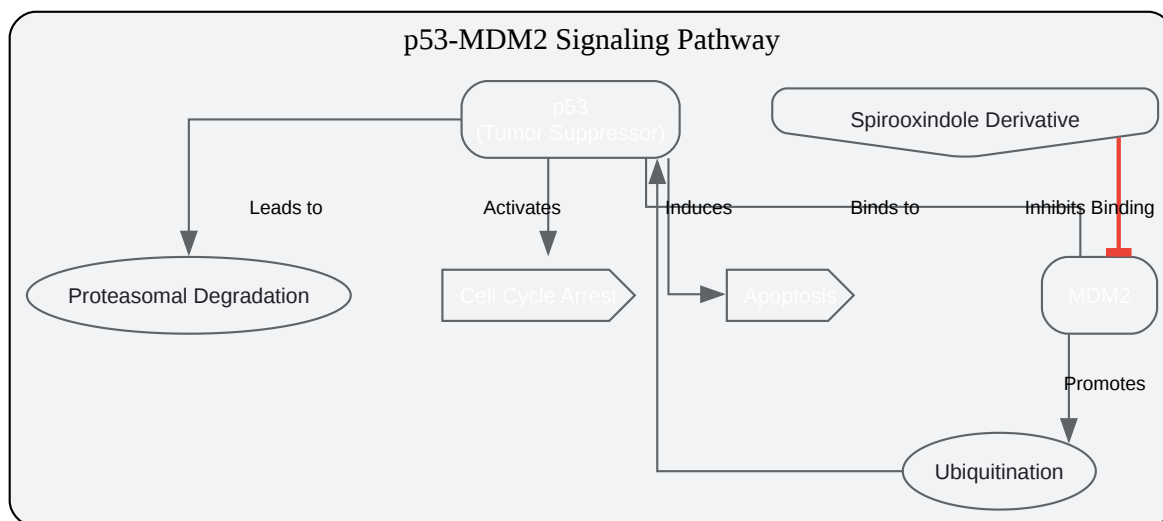 p53-MDM2 Signaling Pathway
p53
(Tumor Suppressor)
Spirooxindole Derivative
Leads to
Activates
Induces
Binds to
Inhibits Binding
Proteasomal Degradation
Cell Cycle Arrest
Apoptosis
MDM2
Promotes
Ubiquitination